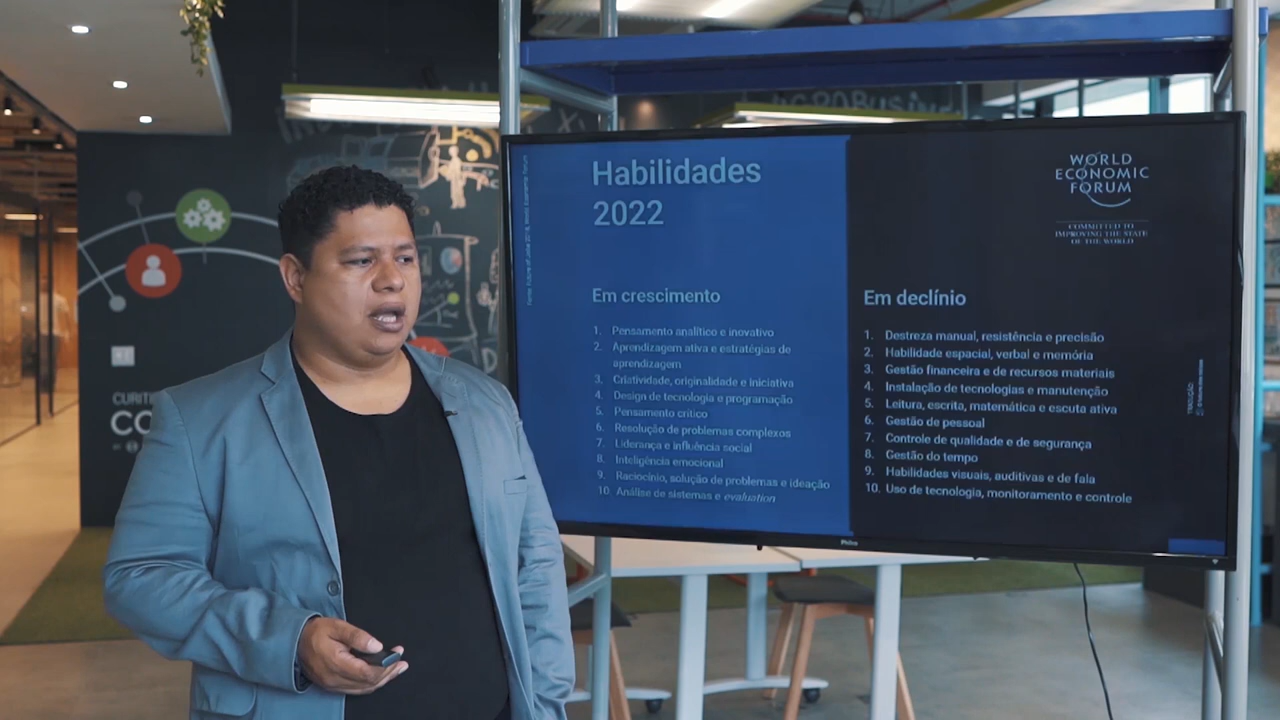 Habilidades
2022
Em crescimento
1. Pensamento analítico e inovativo
2. Aprendizagem ativa e estratégias de
aprendizagem
3. Criatividade, originalidade e iniciativa
4. Design de tecnologia e programação
5. Pensamento crítico
6. Resolução de problemas complexos
7. Liderança e influência social
8. Inteligência emocional
9. Raciocínio, solução de problemas e ideação
10. Análise de sistemas e evaluation
WORLD
ECONOMIC
FORUM
COMMITTED TO
IMPROVING THE STATE
OF THE WORLD
Em declínio
1. Destreza manual, resistência e precisão
2. Habilidade espacial, verbal e memória
3. Gestão financeira e de recursos materiais
4. Instalação de tecnologias e manutenção
5. Leitura, escrita, matemática e escuta ativa
6. Gestão de pessoal
7. Controle de qualidade e de segurança
8. Gestão do tempo
9. Habilidades visuais, auditivas e de fala
10. Uso de tecnologia, monitoramento e controle
TRADUÇÃO:
Philco
CURITI
CO